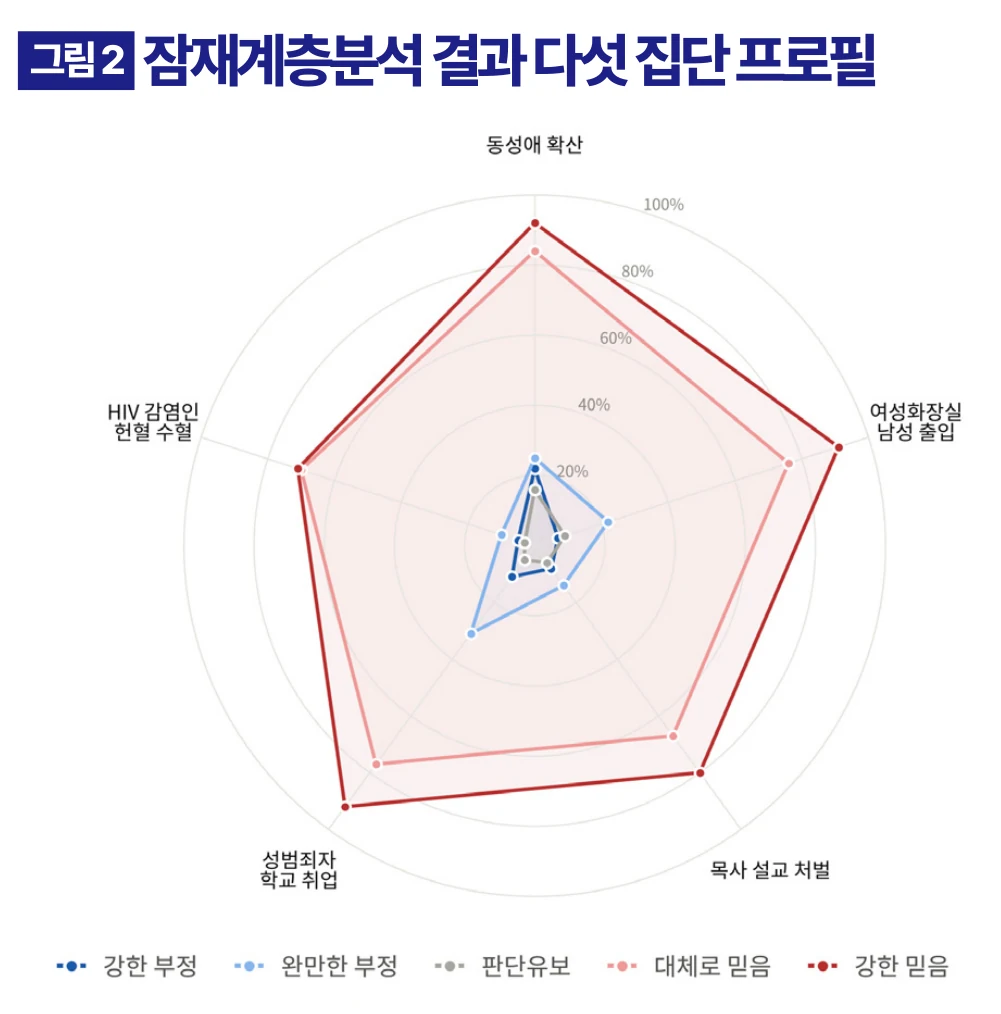 그림2 잠재계층분석 결과 다섯 집단 프로필
동성애 확산
100%
80%
60%
40%
20%
HIV 감염인
헌혈 수혈
여성화장실
남성 출입
성범죄자
학교 취업
목사 설교 처벌
강한 부정 완만한 부정 판단유보 대체로 믿음 강한 믿음